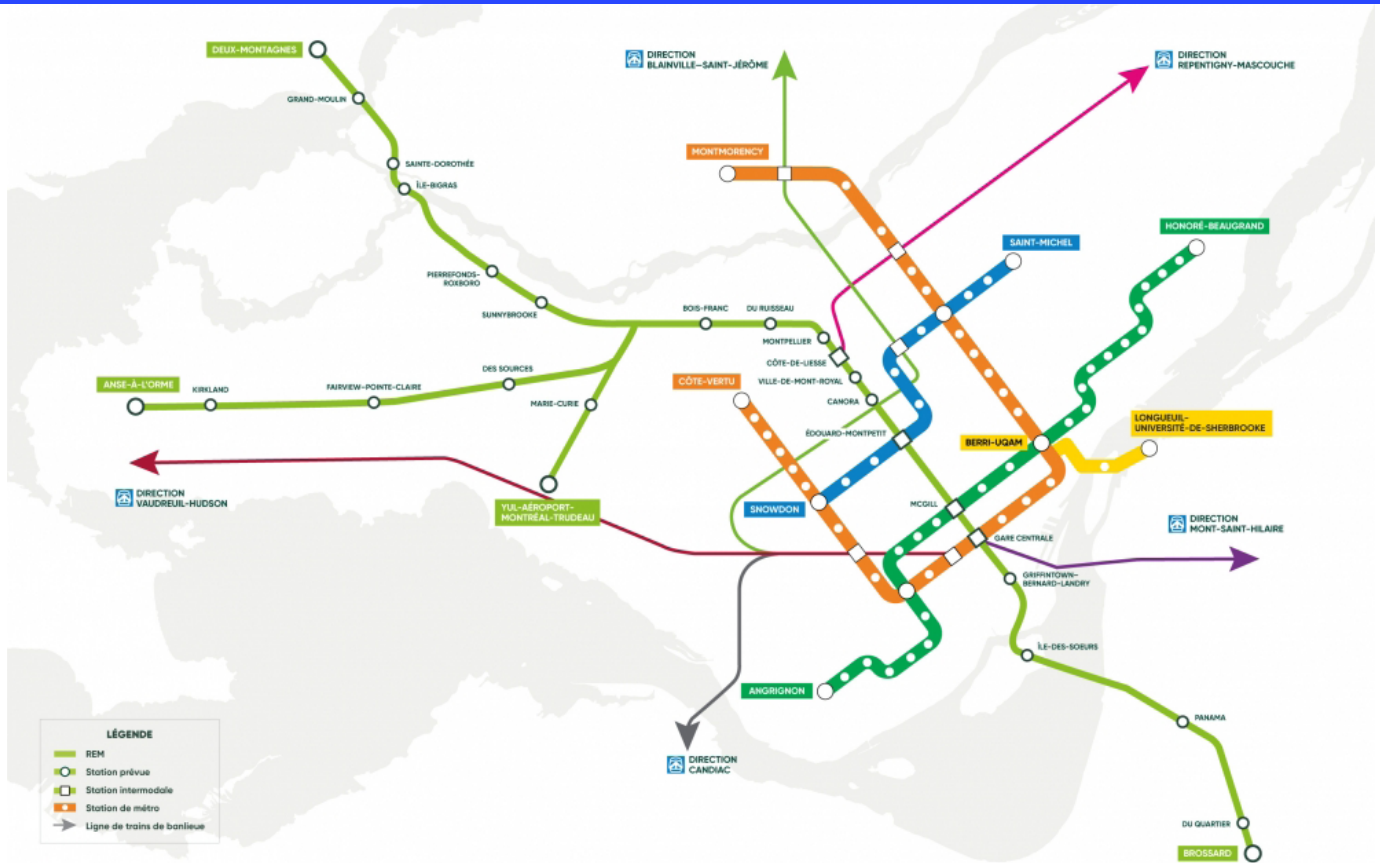 DEUX-MONTAGNES
GRAND-MOULIN
SAINTE-DOROTHÉE
ÎLE-BIGRAS
PIERREFONDS-
ROXBORO
SUNNYBROOKE
DIRECTION
BLAINVILLE–SAINT-JÉRÔME
DIRECTION
REPENTIGNY-MASCOUCHE
MONTMORENCY
SAINT-MICHEL
HONORÉ-BEAUGRAND
BOIS-FRANC
DU RUISSEAU
MONTPELLIER
CÔTE-DE-LIESSE
VILLE-DE-MONT-ROYAL
CANORA
ÉDOUARD-MONTPETIT
ANSE-À-L'ORME
KIRKLAND
FAIRVIEW-POINTE-CLAIRE
DES SOURCES
MARIE-CURIE
CÔTE-VERTU
BERRI-UQAM
LONGUEUIL-
UNIVERSITÉ-DE-SHERBROOKE
DIRECTION
VAUDREUIL-HUDSON
YUL-AÉROPORT-
MONTRÉAL-TRUDEAU
SNOWDON
MCGILL
GARE CENTRALE
DIRECTION
MONT-SAINT-HILAIRE
GRIFFINTOWN–
BERNARD-LANDRY
ÎLE-DES-SOEURS
ANGRIGNON
PANAMA
DIRECTION
CANDIAC
DU QUARTIER
BROSSARD
LÉGENDE
REM
Station prévue
Station intermodale
Station de métro
Ligne de trains de banlieue